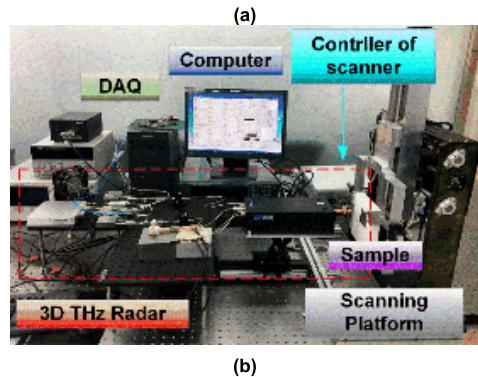 (a)
Contrller of
scanner
Computer
DAQ
Sample
3D THz Radar
Scanning
Platform
(b)